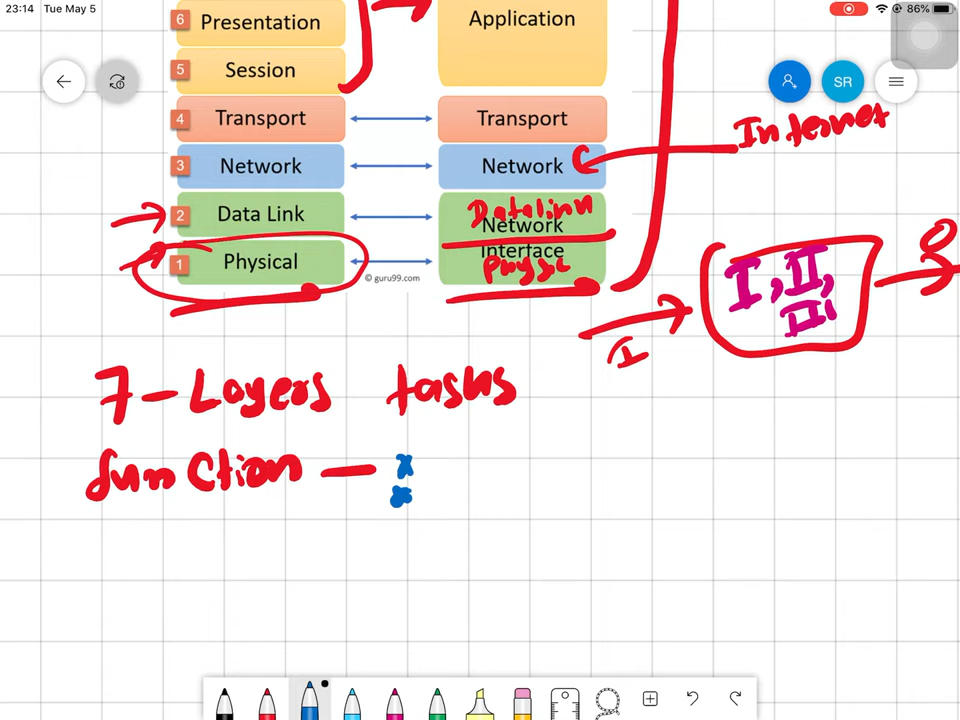 23:14 Tue May 5
86%
6 Presentation
Application
5 Session
SR
4 Transport
Transport
Internet
3 Network
Network
2 Data Link
Datalink
Network
Interface
1 Physical
© guru99.com
I, II,
III
I
7-Layers tasks
function -